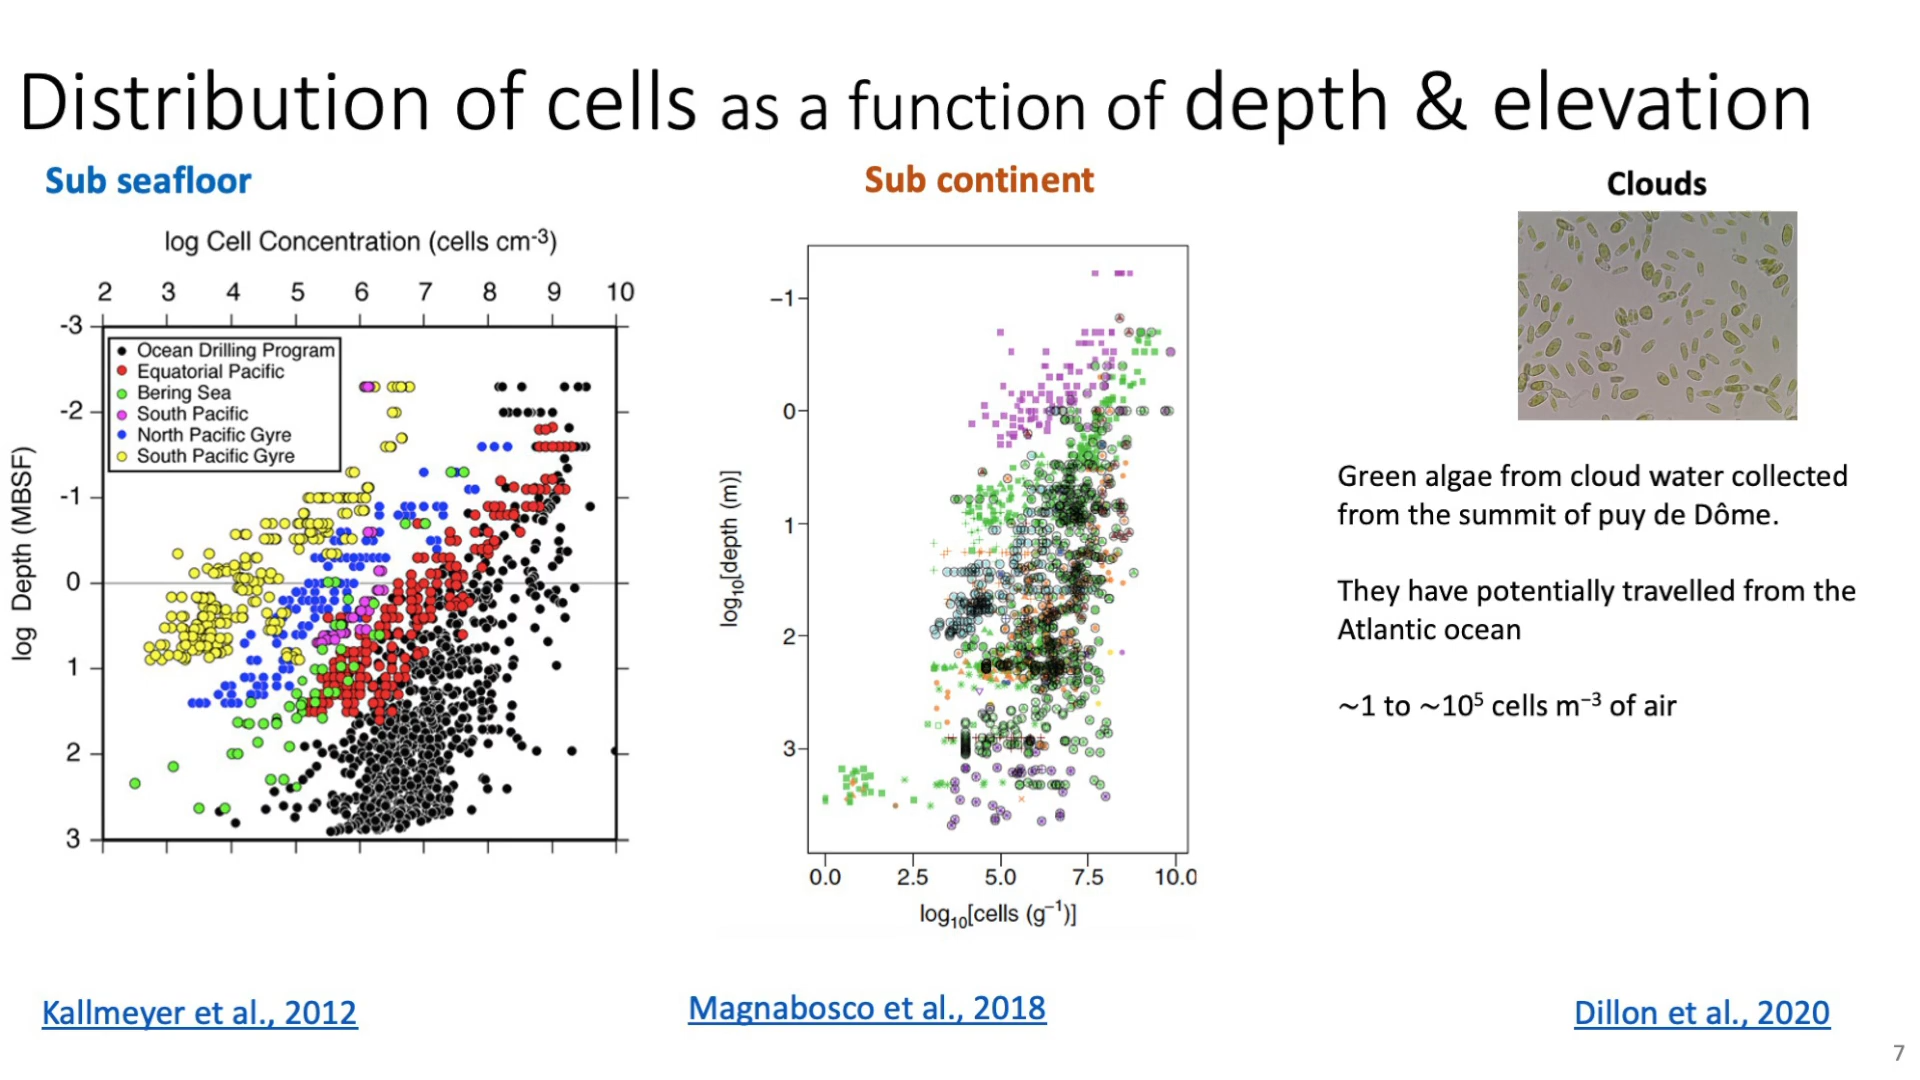 Distribution of cells as a function of depth & elevation
Sub seafloor
log Cell Concentration (cells cm⁻³)
2 3 4 5 6 7 8 9 10
log Depth (MBSF)
-3
-2
-1
0
1
2
3
Ocean Drilling Program
Equatorial Pacific
Bering Sea
South Pacific
North Pacific Gyre
South Pacific Gyre
Kallmeyer et al., 2012
Sub continent
log₁₀[depth (m)]
−1
0
1
2
3
0.0 2.5 5.0 7.5 10.0
log₁₀[cells (g⁻¹)]
Magnabosco et al., 2018
Clouds
Green algae from cloud water collected
from the summit of puy de Dôme.
They have potentially travelled from the
Atlantic ocean
~1 to ~10⁵ cells m⁻³ of air
Dillon et al., 2020
7